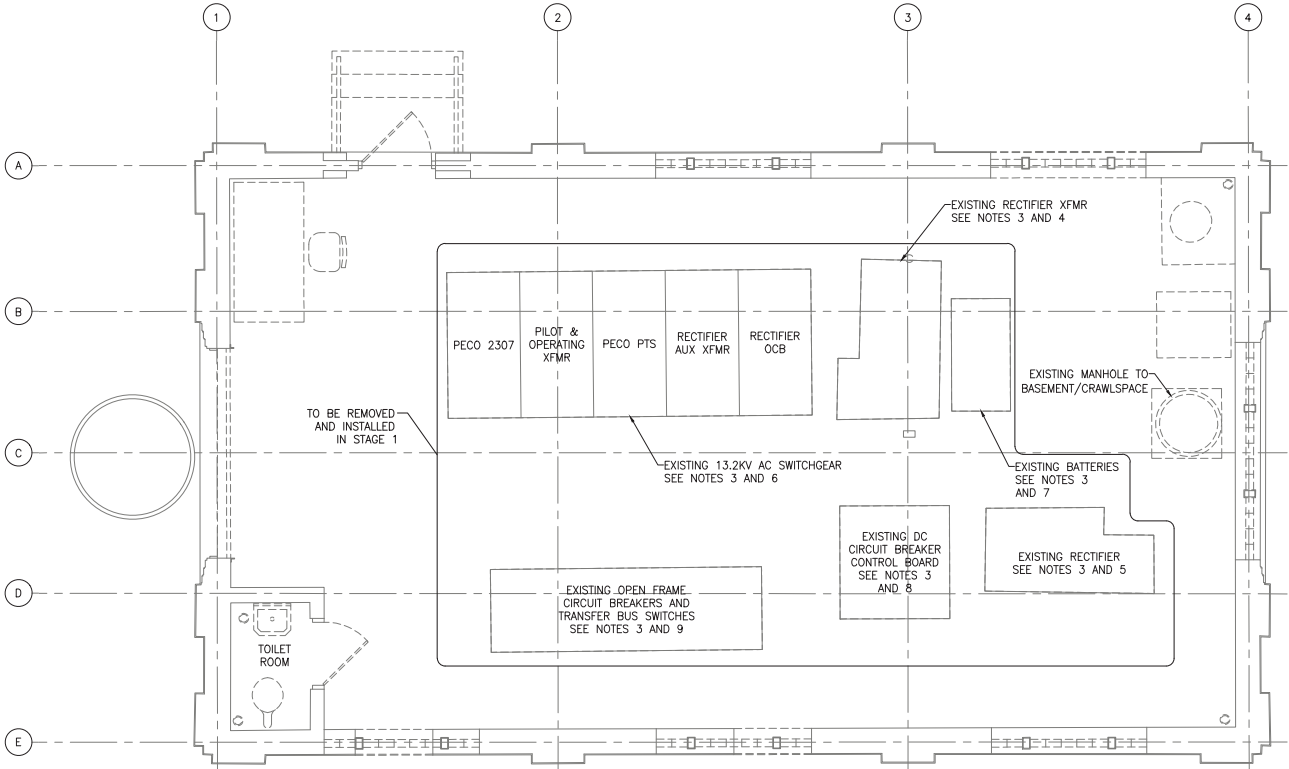 1
2
3
4
A
B
C
D
E
EXISTING RECTIFIER XFMR
SEE NOTES 3 AND 4
PECO 2307
PILOT &
OPERATING
XFMR
PECO PTS
RECTIFIER
AUX XFMR
RECTIFIER
OCB
EXISTING MANHOLE TO
BASEMENT/CRAWLSPACE
TO BE REMOVED
AND INSTALLED
IN STAGE 1
EXISTING 13.2KV AC SWITCHGEAR
SEE NOTES 3 AND 6
EXISTING BATTERIES
SEE NOTES 3
AND 7
EXISTING DC
CIRCUIT BREAKER
CONTROL BOARD
SEE NOTES 3
AND 8
EXISTING RECTIFIER
SEE NOTES 3 AND 5
EXISTING OPEN FRAME
CIRCUIT BREAKERS AND
TRANSFER BUS SWITCHES
SEE NOTES 3 AND 9
TOILET
ROOM